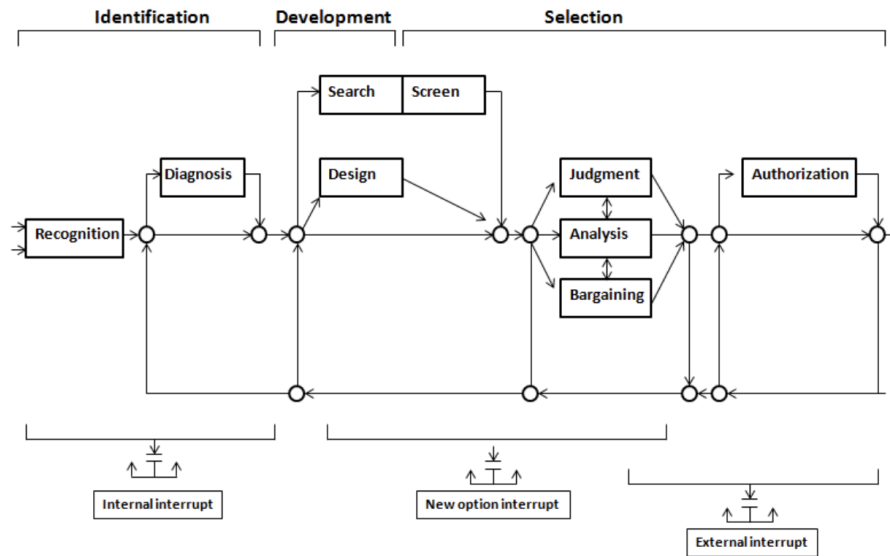 Identification
Development
Selection
Search
Screen
Diagnosis
Design
Judgment
Authorization
Recognition
Analysis
Bargaining
Internal interrupt
New option interrupt
External interrupt